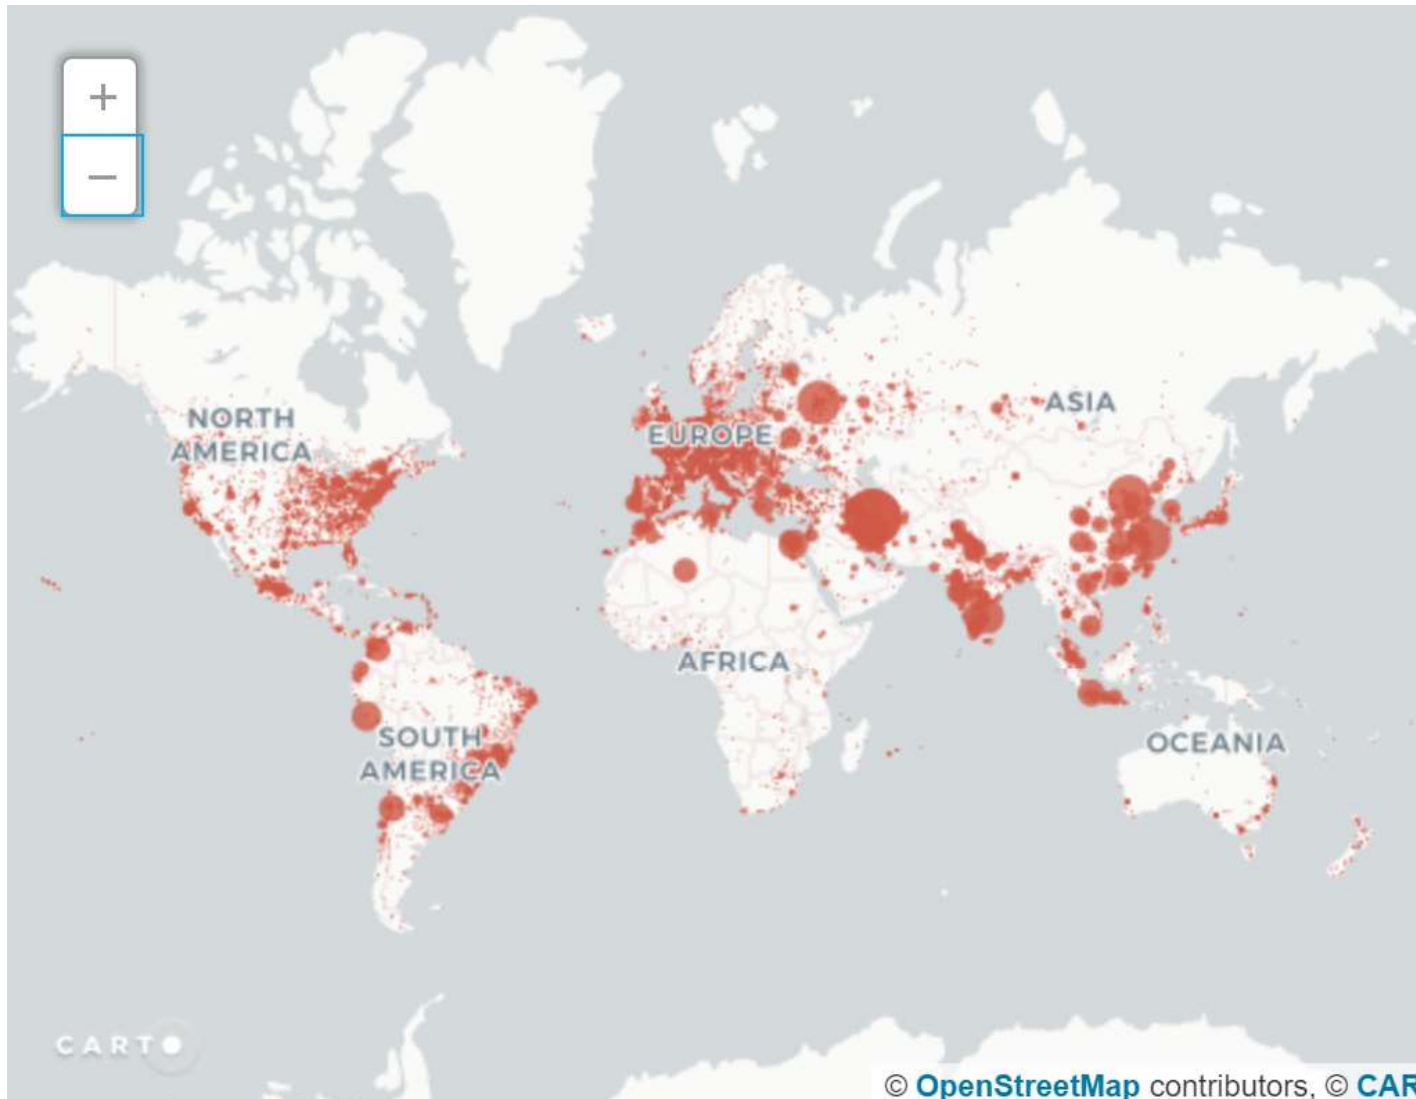 +
−
NORTH
AMERICA
EUROPE
ASIA
AFRICA
SOUTH
AMERICA
OCEANIA
CARTO
© OpenStreetMap contributors, © CAR